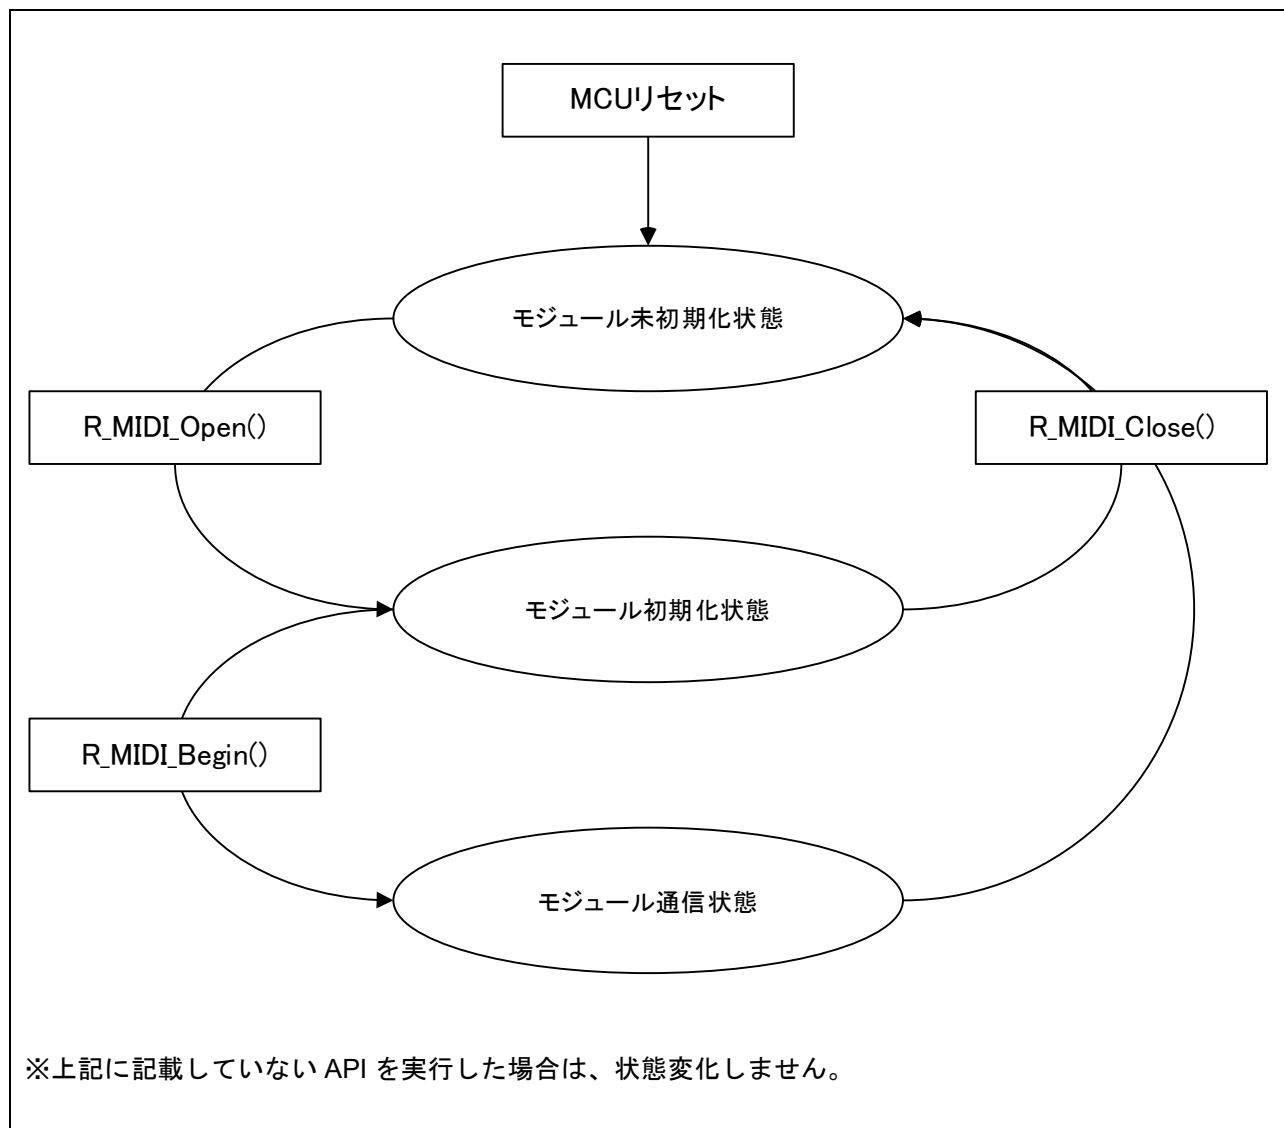 MCUリセット
モジュール未初期化状態
R_MIDI_Open()
R_MIDI_Close()
モジュール初期化状態
R_MIDI_Begin()
モジュール通信状態
※上記に記載していない API を実行した場合は、状態変化しません。